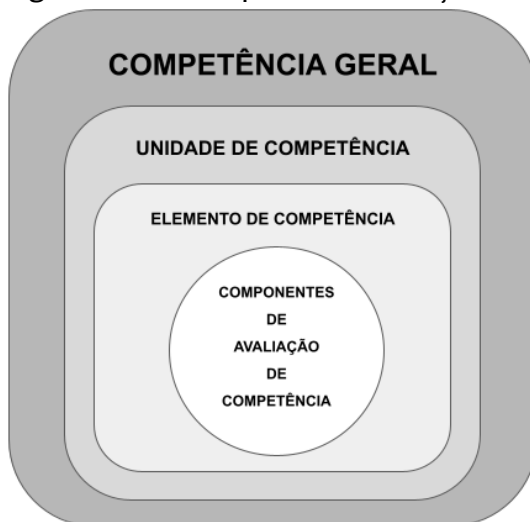 COMPETÊNCIA GERAL
UNIDADE DE COMPETÊNCIA
ELEMENTO DE COMPETÊNCIA
COMPONENTES
DE
AVALIAÇÃO
DE
COMPETÊNCIA